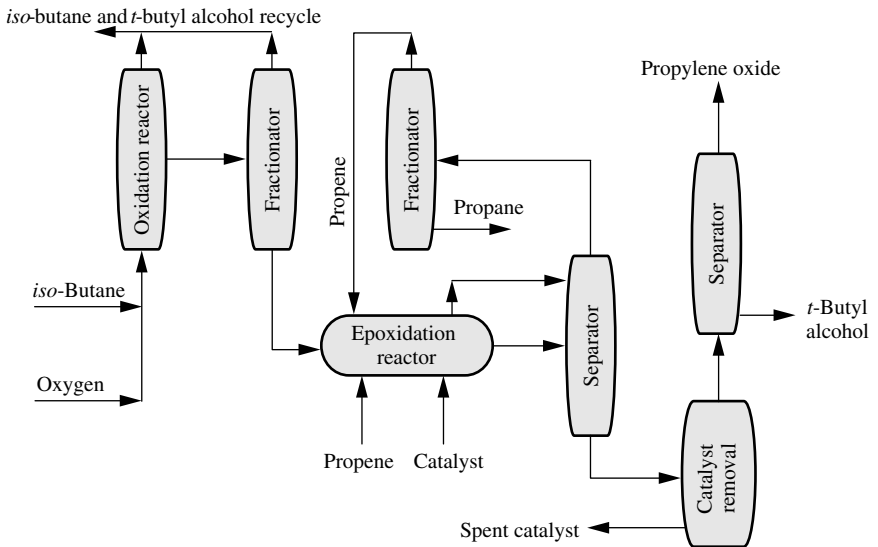 iso-butane and t-butyl alcohol recycle
Oxidation reactor
Fractionator
Propene
Fractionator
Propane
Propylene oxide
Separator
t-Butyl
alcohol
iso-Butane
Oxygen
Epoxidation
reactor
Separator
Propene
Catalyst
Catalyst
removal
Spent catalyst